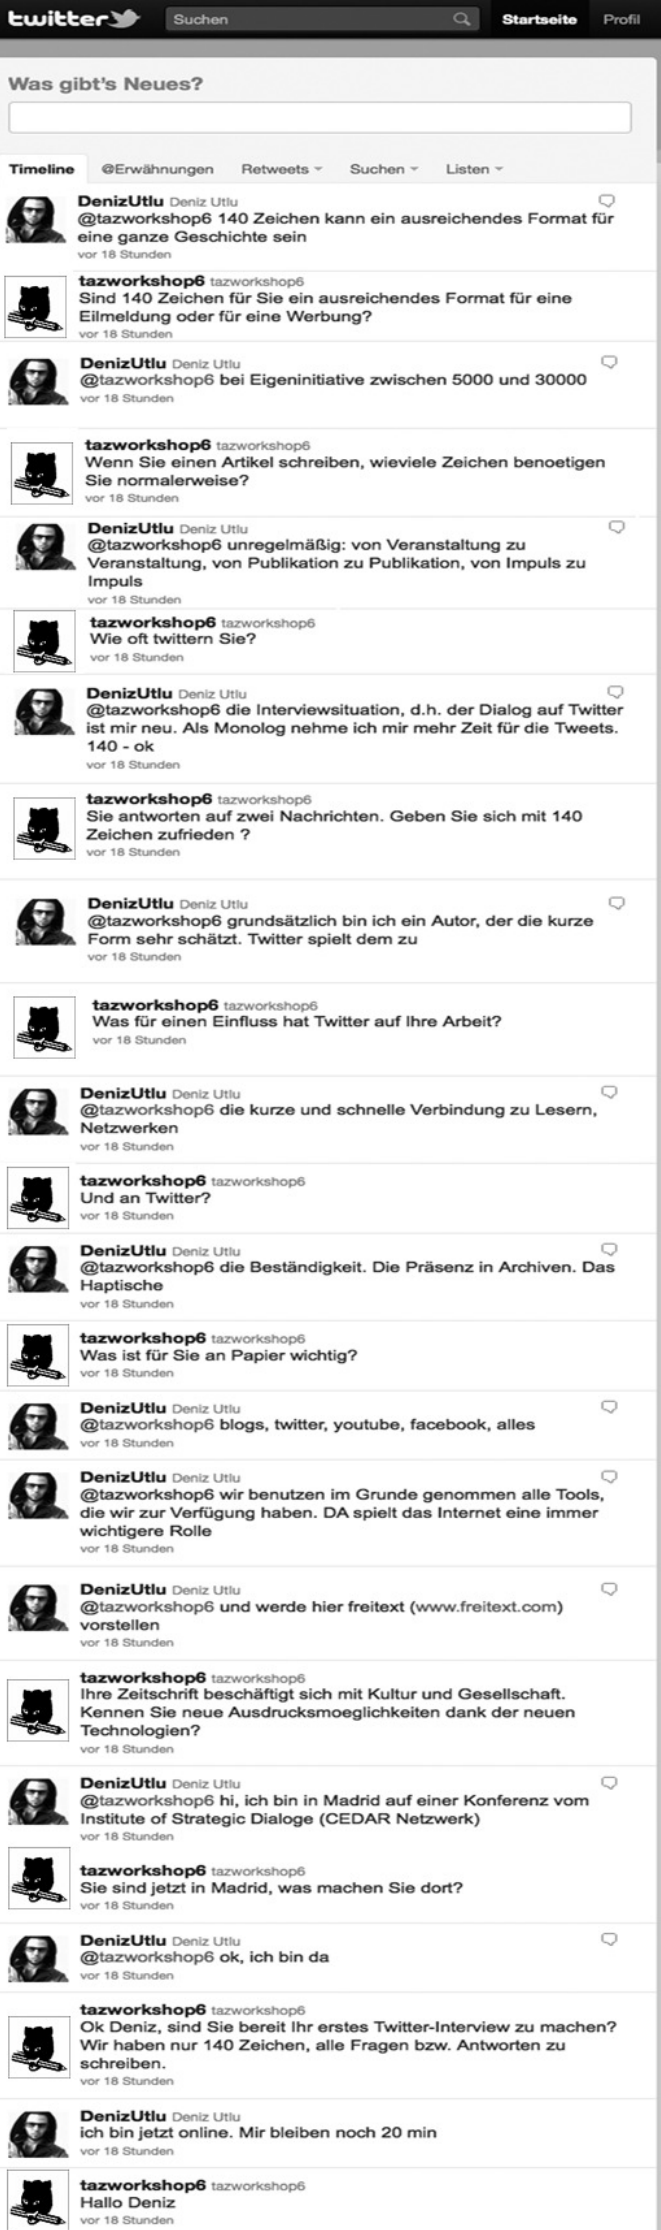 twitter Suchen Startseite Profil
Was gibt's Neues?
Timeline @Erwähnungen Retweets Suchen Listen
DenizUtlu Deniz Utlu
@tazworkshop6 140 Zeichen kann ein ausreichendes Format für
eine ganze Geschichte sein
vor 18 Stunden
tazworkshop6 tazworkshop6
Sind 140 Zeichen für Sie ein ausreichendes Format für eine
Eilmeldung oder für eine Werbung?
vor 18 Stunden
DenizUtlu Deniz Utlu
@tazworkshop6 bei Eigeninitiative zwischen 5000 und 30000
vor 18 Stunden
tazworkshop6 tazworkshop6
Wenn Sie einen Artikel schreiben, wieviele Zeichen benoetigen
Sie normalerweise?
vor 18 Stunden
DenizUtlu Deniz Utlu
@tazworkshop6 unregelmäßig: von Veranstaltung zu
Veranstaltung, von Publikation zu Publikation, von Impuls zu
Impuls
vor 18 Stunden
tazworkshop6 tazworkshop6
Wie oft twittern Sie?
vor 18 Stunden
DenizUtlu Deniz Utlu
@tazworkshop6 die Interviewsituation, d.h. der Dialog auf Twitter
ist mir neu. Als Monolog nehme ich mir mehr Zeit für die Tweets.
140 - ok
vor 18 Stunden
tazworkshop6 tazworkshop6
Sie antworten auf zwei Nachrichten. Geben Sie sich mit 140
Zeichen zufrieden ?
vor 18 Stunden
DenizUtlu Deniz Utlu
@tazworkshop6 grundsätzlich bin ich ein Autor, der die kurze
Form sehr schätzt. Twitter spielt dem zu
vor 18 Stunden
tazworkshop6 tazworkshop6
Was für einen Einfluss hat Twitter auf Ihre Arbeit?
vor 18 Stunden
DenizUtlu Deniz Utlu
@tazworkshop6 die kurze und schnelle Verbindung zu Lesern,
Netzwerken
vor 18 Stunden
tazworkshop6 tazworkshop6
Und an Twitter?
vor 18 Stunden
DenizUtlu Deniz Utlu
@tazworkshop6 die Beständigkeit. Die Präsenz in Archiven. Das
Haptische
vor 18 Stunden
tazworkshop6 tazworkshop6
Was ist für Sie an Papier wichtig?
vor 18 Stunden
DenizUtlu Deniz Utlu
@tazworkshop6 blogs, twitter, youtube, facebook, alles
vor 18 Stunden
DenizUtlu Deniz Utlu
@tazworkshop6 wir benutzen im Grunde genommen alle Tools,
die wir zur Verfügung haben. DA spielt das Internet eine immer
wichtigere Rolle
vor 18 Stunden
DenizUtlu Deniz Utlu
@tazworkshop6 und werde hier freitext (www.freitext.com)
vorstellen
vor 18 Stunden
tazworkshop6 tazworkshop6
Ihre Zeitschrift beschäftigt sich mit Kultur und Gesellschaft.
Kennen Sie neue Ausdrucksmoeglichkeiten dank der neuen
Technologien?
vor 18 Stunden
DenizUtlu Deniz Utlu
@tazworkshop6 hi, ich bin in Madrid auf einer Konferenz vom
Institute of Strategic Dialoge (CEDAR Netzwerk)
vor 18 Stunden
tazworkshop6 tazworkshop6
Sie sind jetzt in Madrid, was machen Sie dort?
vor 18 Stunden
DenizUtlu Deniz Utlu
@tazworkshop6 ok, ich bin da
vor 18 Stunden
tazworkshop6 tazworkshop6
Ok Deniz, sind Sie bereit Ihr erstes Twitter-Interview zu machen?
Wir haben nur 140 Zeichen, alle Fragen bzw. Antworten zu
schreiben.
vor 18 Stunden
DenizUtlu Deniz Utlu
ich bin jetzt online. Mir bleiben noch 20 min
vor 18 Stunden
tazworkshop6 tazworkshop6
Hallo Deniz
vor 18 Stunden